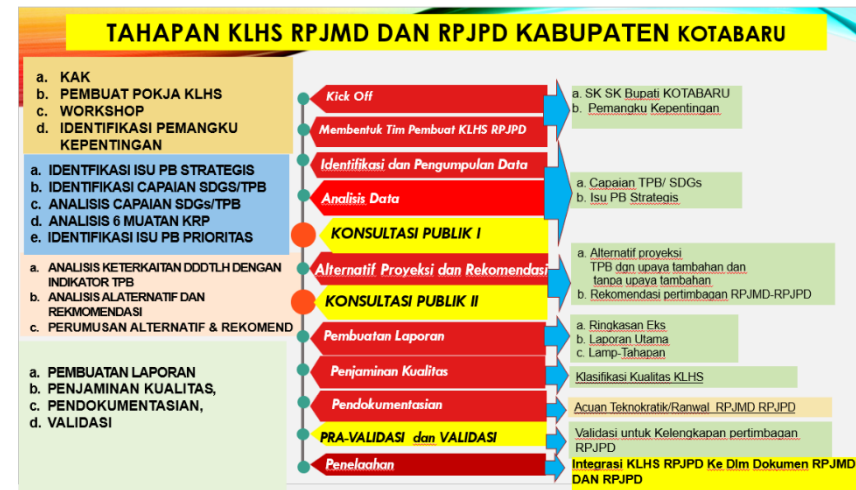 TAHAPAN KLHS RPJMD DAN RPJPD KABUPATEN KOTABARU
a. KAK
b. PEMBUAT POKJA KLHS
c. WORKSHOP
d. IDENTIFIKASI PEMANGKU
KEPENTINGAN
a. IDENTFIKASI ISU PB STRATEGIS
b. IDENTIFIKASI CAPAIAN SDGS/TPB
c. ANALISIS CAPAIAN SDGs/TPB
d. ANALISIS 6 MUATAN KRP
e. IDENTIFIKASI ISU PB PRIORITAS
a. ANALISIS KETERKAITAN DDDTLH DENGAN
INDIKATOR TPB
b. ANALISIS ALATERNATIF DAN
REKMOMENDASI
c. PERUMUSAN ALTERNATIF & REKOMEND
a. PEMBUATAN LAPORAN
b. PENJAMINAN KUALITAS,
c. PENDOKUMENTASIAN,
d. VALIDASI
Kick Off
Membentuk Tim Pembuat KLHS RPJPD
Identifikasi dan Pengumpulan Data
Analisis Data
KONSULTASI PUBLIK I
Alternatif Proyeksi dan Rekomendasi
KONSULTASI PUBLIK II
Pembuatan Laporan
Penjaminan Kualitas
Pendokumentasian
PRA-VALIDASI dan VALIDASI
Penelaahan
a. SK SK Bupati KOTABARU
b. Pemangku Kepentingan
a. Capaian TPB/ SDGs
b. Isu PB Strategis
a. Alternatif proyeksi
TPB dgn upaya tambahan dan
tanpa upaya tambahan
b. Rekomendasi pertimbagan RPJMD-RPJPD
a. Ringkasan Eks
b. Laporan Utama
c. Lamp-Tahapan
Klasifikasi Kualitas KLHS
Acuan Teknokratik/Ranwal RPJMD RPJPD
Validasi untuk Kelengkapan pertimbagan
RPJPD
Integrasi KLHS RPJPD Ke Dlm Dokumen RPJMD
DAN RPJPD